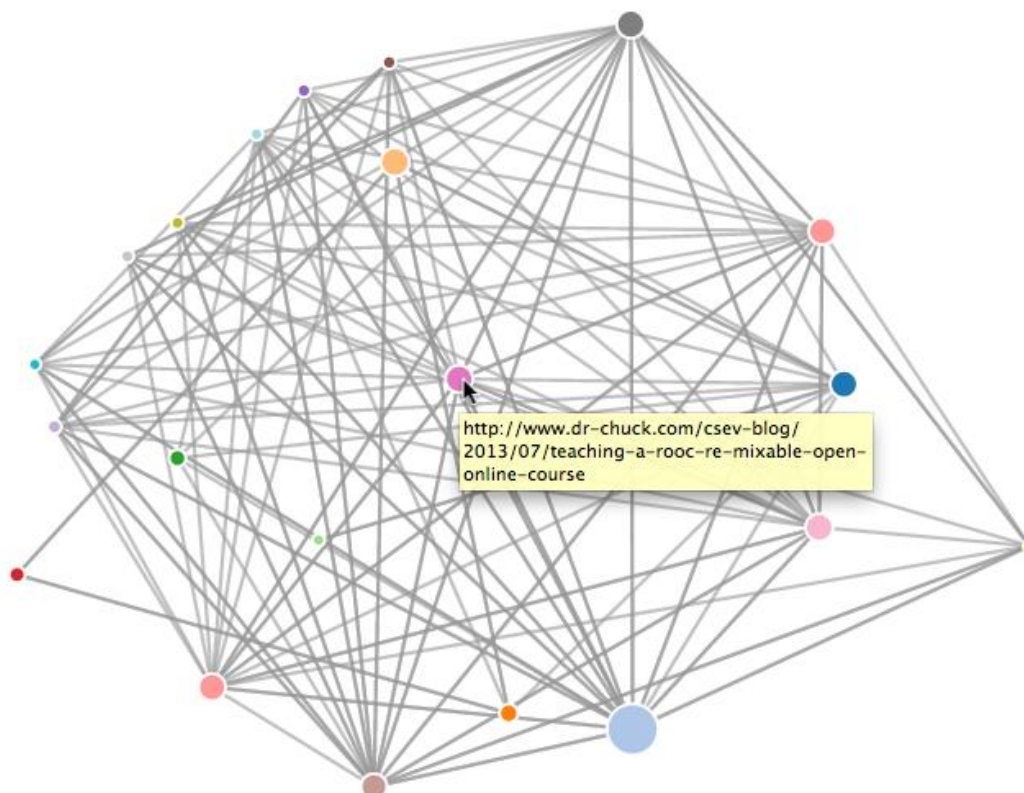 http://www.dr-chuck.com/csev-blog/
2013/07/teaching-a-rooc-re-mixable-open-
online-course